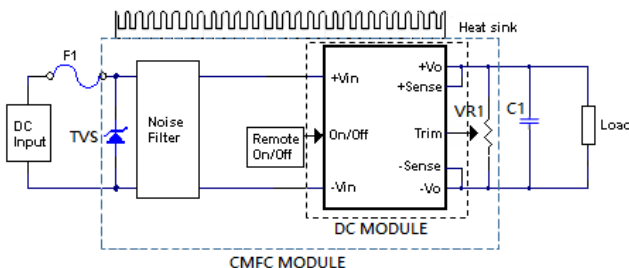 Heat sink
F1
+Vo
+Vin
+Sense
VR1
C1
DC
Input
TVS
Noise
Filter
Remote
On/Off
On/Off
Trim
Load
-Sense
-Vin
-Vo
DC MODULE
CMFC MODULE